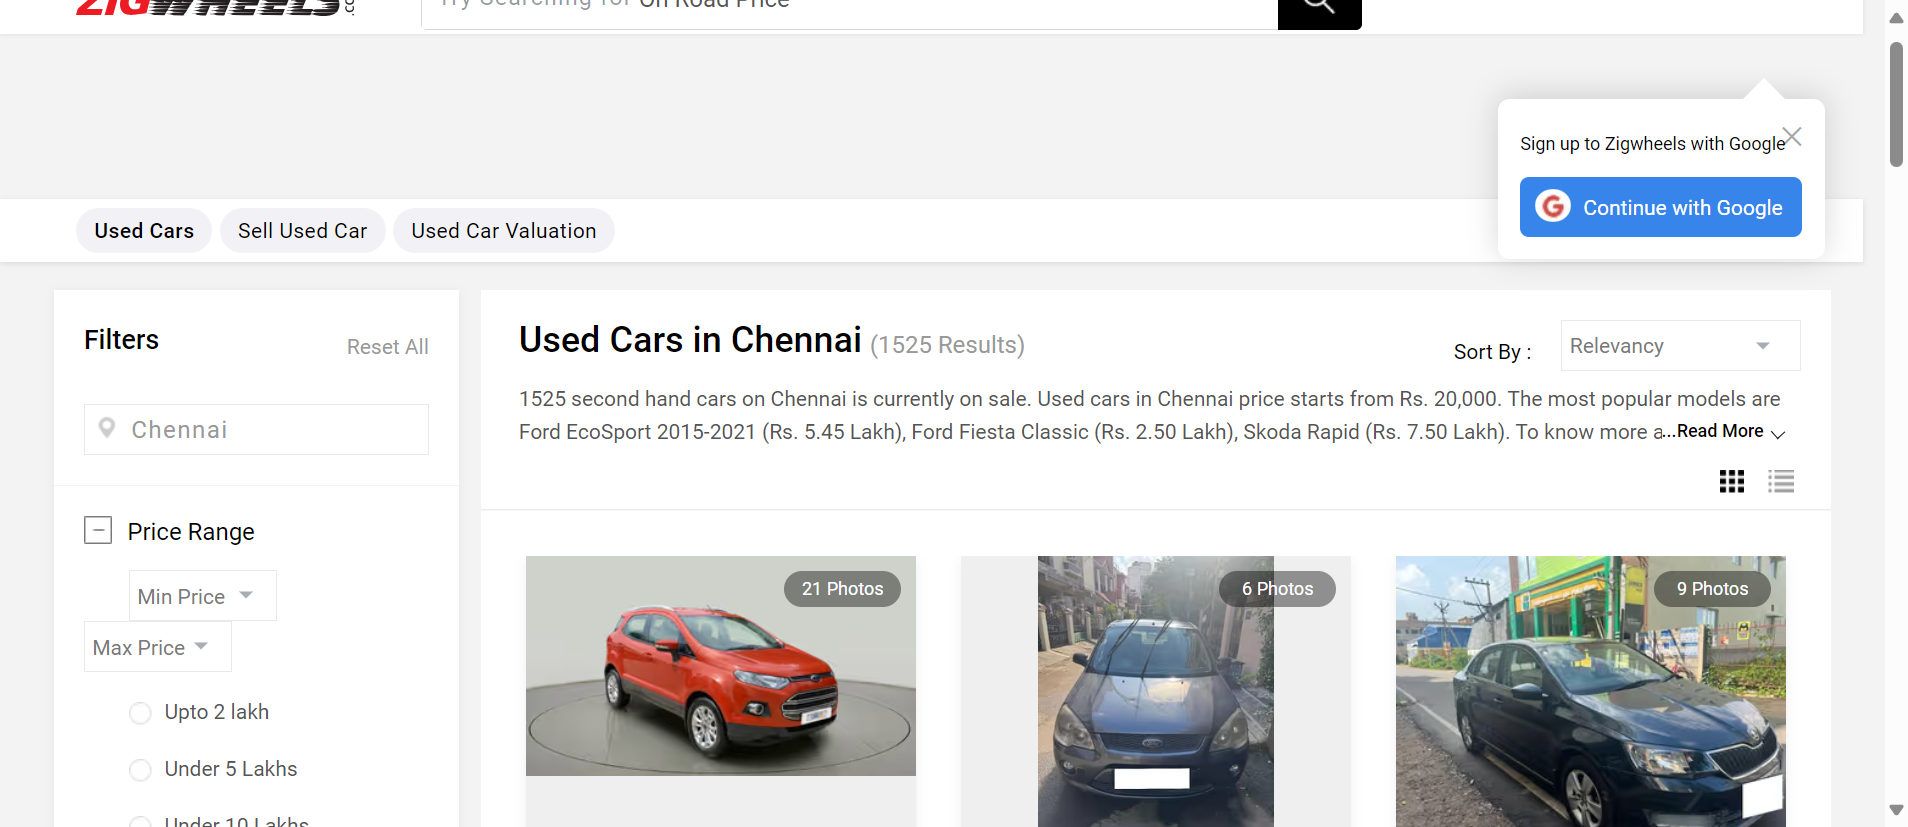 ZIGWHEELS
Try Searching for On Road Price
Sign up to Zigwheels with Google
Continue with Google
Used Cars
Sell Used Car
Used Car Valuation
Filters
Reset All
Chennai
Price Range
Min Price
Max Price
Upto 2 lakh
Under 5 Lakhs
Under 10 Lakhs
Used Cars in Chennai (1525 Results)
Sort By :
Relevancy
1525 second hand cars on Chennai is currently on sale. Used cars in Chennai price starts from Rs. 20,000. The most popular models are
Ford EcoSport 2015-2021 (Rs. 5.45 Lakh), Ford Fiesta Classic (Rs. 2.50 Lakh), Skoda Rapid (Rs. 7.50 Lakh). To know more a...Read More
21 Photos
6 Photos
9 Photos